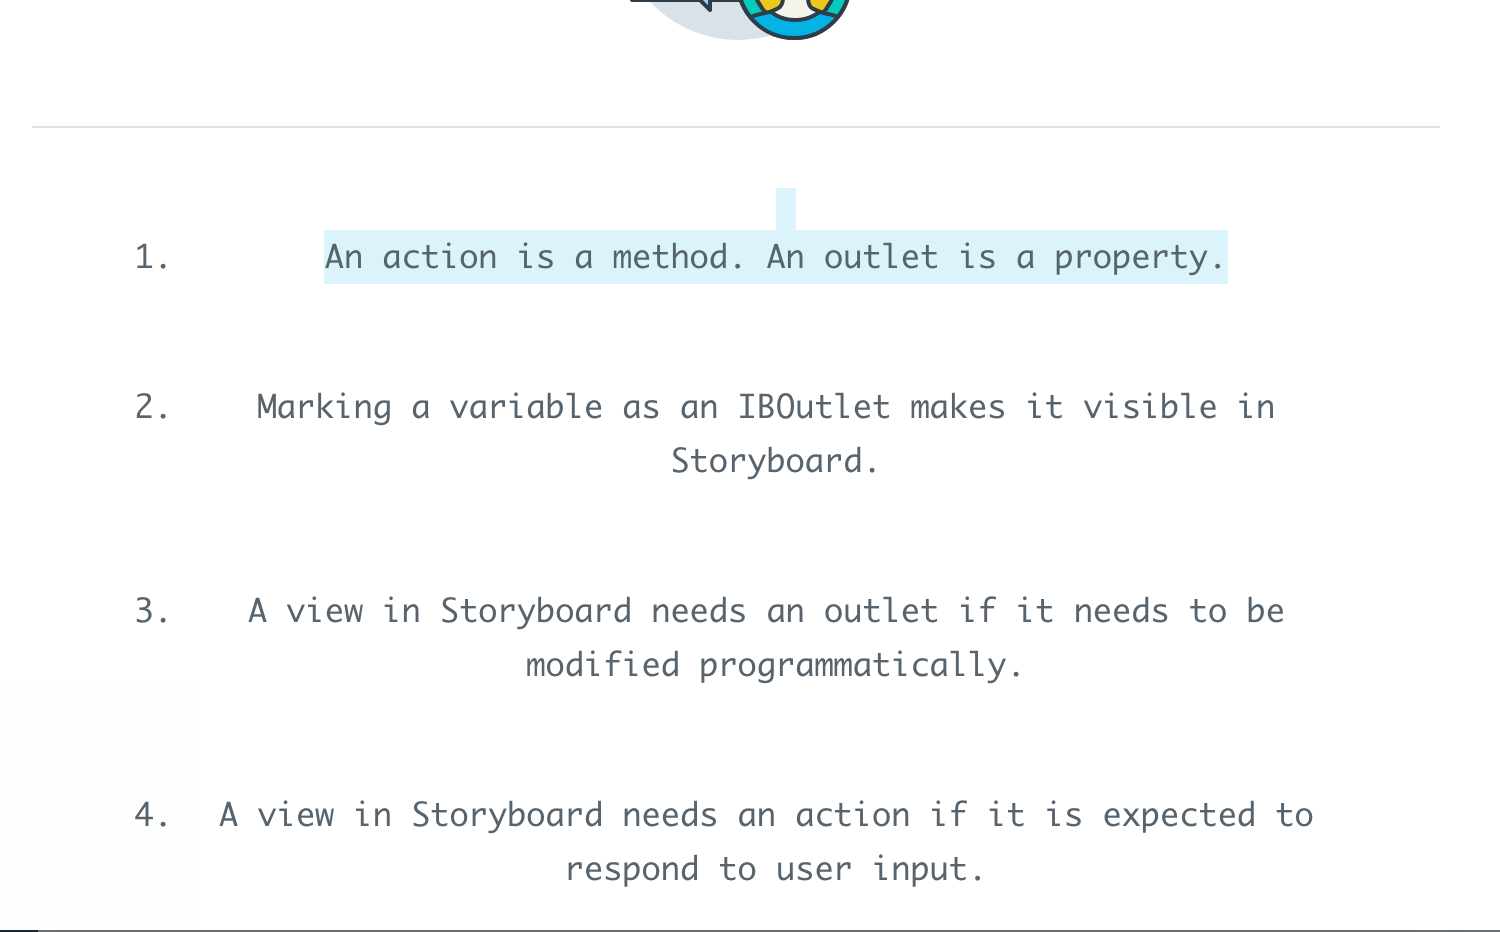 1. An action is a method. An outlet is a property.
2. Marking a variable as an IBOutlet makes it visible in
Storyboard.
3. A view in Storyboard needs an outlet if it needs to be
modified programmatically.
4. A view in Storyboard needs an action if it is expected to
respond to user input.